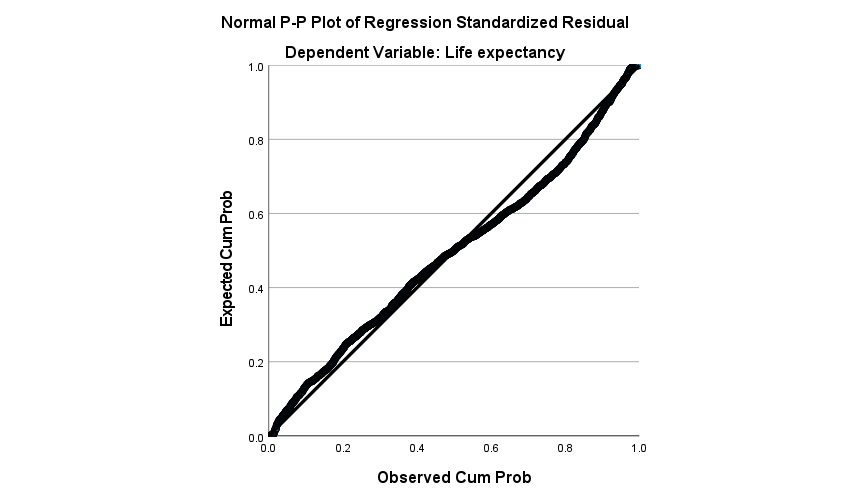 Normal P-P Plot of Regression Standardized Residual
Dependent Variable: Life expectancy
1.0
0.8
0.6
0.4
0.2
0.0
Expected Cum Prob
0.0 0.2 0.4 0.6 0.8 1.0
Observed Cum Prob